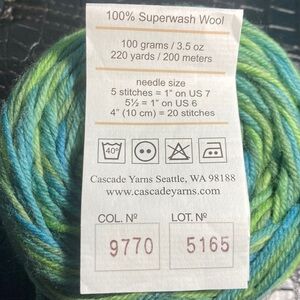 100% Superwash Wool
100 grams / 3.5 oz
220 yards / 200 meters
needle size
5 stitches = 1" on US 7
5½ = 1" on US 6
4" (10 cm) = 20 stitches
40°
Cascade Yarns Seattle, WA 98188
www.cascadeyarns.com
COL. Nº LOT. Nº
9770 5165